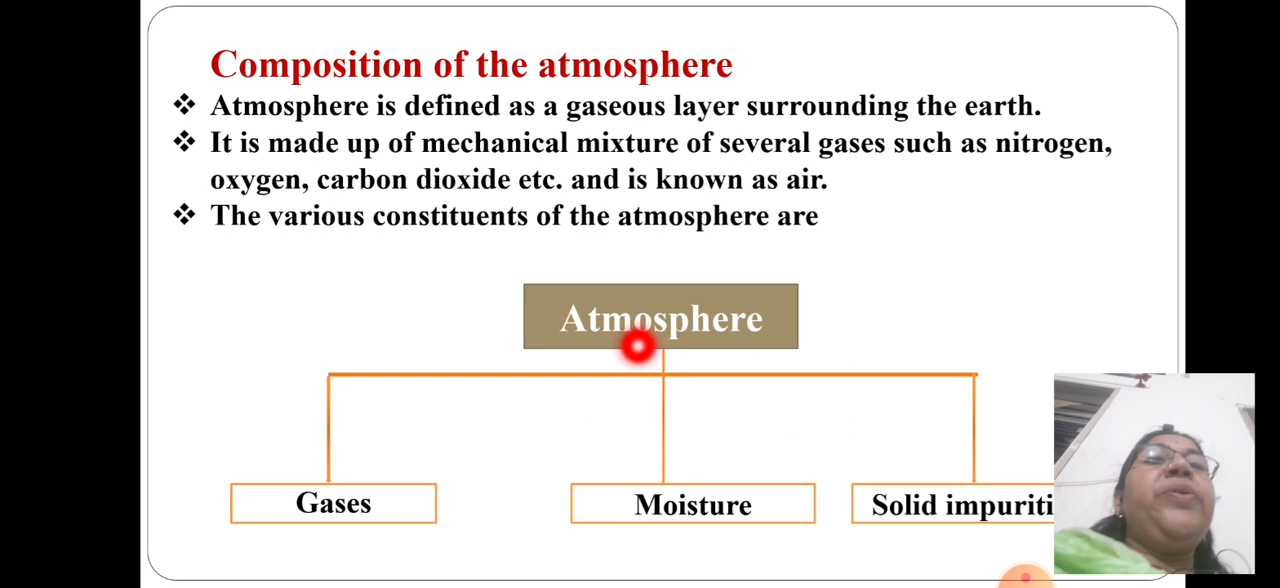 Composition of the atmosphere
❖ Atmosphere is defined as a gaseous layer surrounding the earth.
❖ It is made up of mechanical mixture of several gases such as nitrogen,
oxygen, carbon dioxide etc. and is known as air.
❖ The various constituents of the atmosphere are
Atmosphere
Gases
Moisture
Solid impuriti